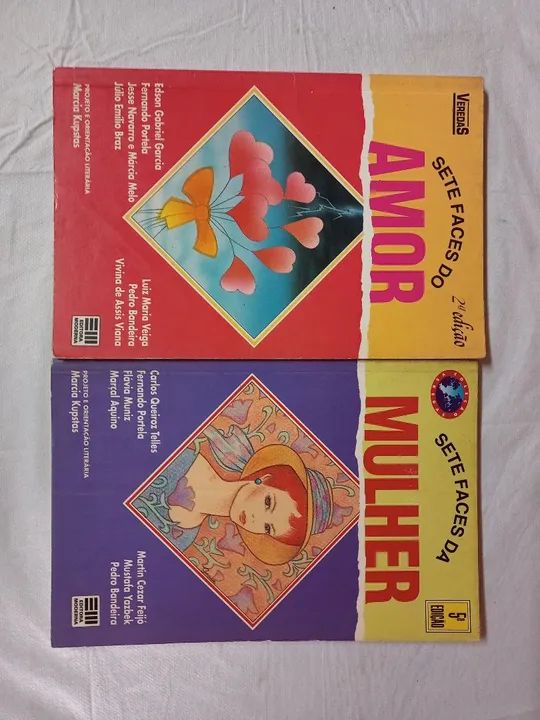 VEREDAS
SETE FACES DO
AMOR
2ª edição
Edson Gabriel Garcia
Fernando Portela
Jesse Navarro e Márcia Melo
Júlio Emílio Braz
Luiz Maria Veiga
Pedro Bandeira
Vivina de Assis Viana
PROJETO E ORIENTAÇÃO LITERÁRIA
Marcia Kupstas
EDITORA
MODERNA
SETE FACES DA
MULHER
5ª
EDIÇÃO
Carlos Queiroz Telles
Fernando Portela
Flávia Muniz
Marçal Aquino
Martin Cezar Feijó
Mustafa Yazbek
Pedro Bandeira
PROJETO E ORIENTAÇÃO LITERÁRIA
Marcia Kupstas
EDITORA
MODERNA